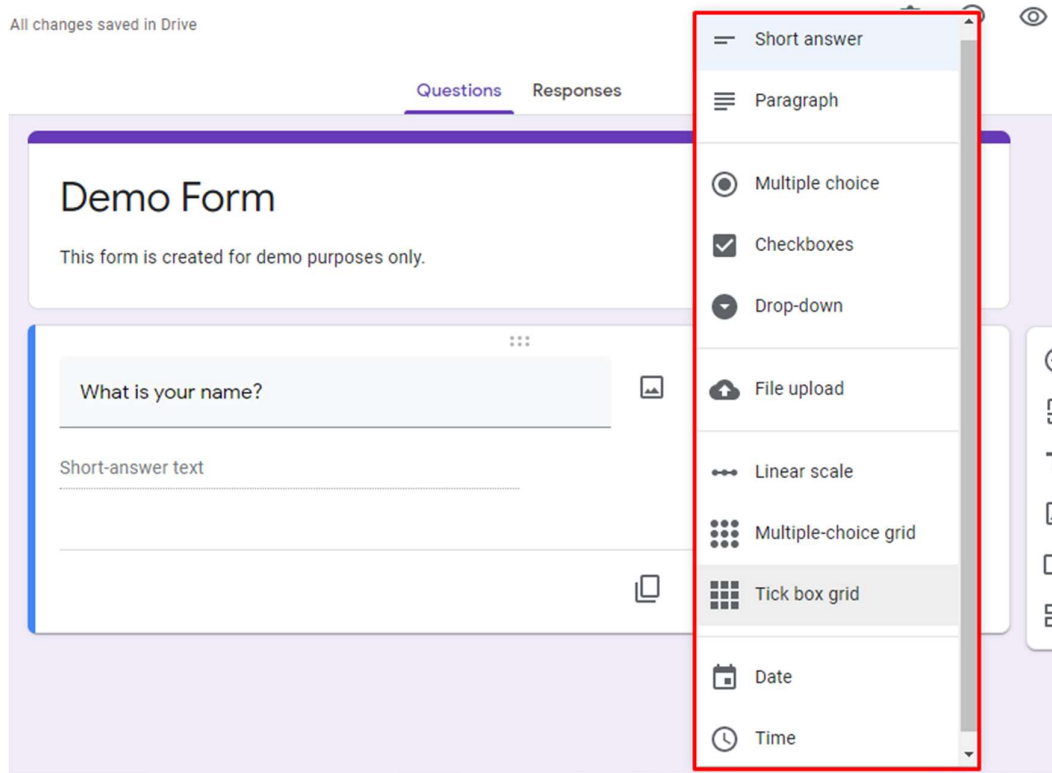 All changes saved in Drive
Questions
Responses
Demo Form
This form is created for demo purposes only.
What is your name?
Short-answer text
Short answer
Paragraph
Multiple choice
Checkboxes
Drop-down
File upload
Linear scale
Multiple-choice grid
Tick box grid
Date
Time